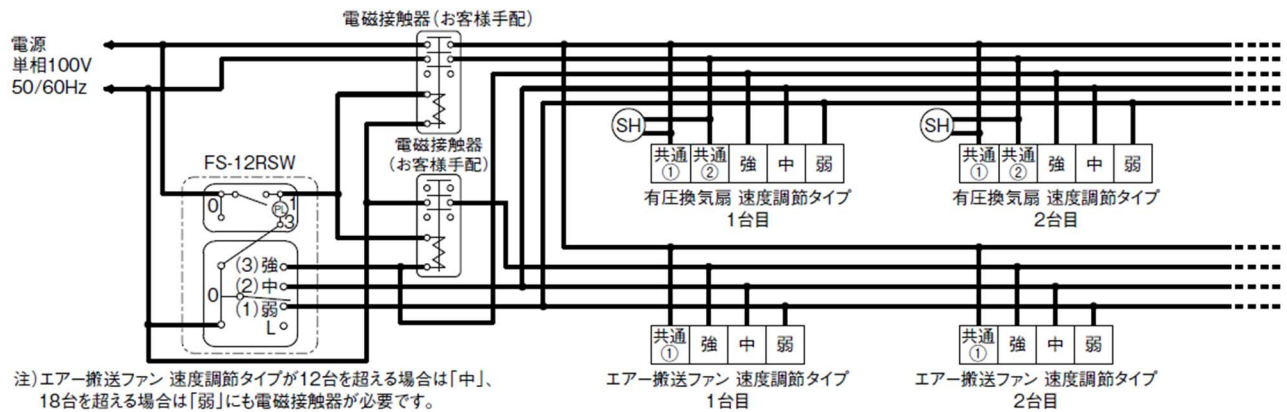 電磁接触器(お客様手配)
電源
単相100V
50/60Hz
電磁接触器
(お客様手配)
FS-12RSW
0 1
PL
3
(3)強
(2)中
0
(1)弱
L
SH
共通① 共通② 強 中 弱
有圧換気扇 速度調節タイプ
1台目
SH
共通① 共通② 強 中 弱
有圧換気扇 速度調節タイプ
2台目
共通① 強 中 弱
エアー搬送ファン 速度調節タイプ
1台目
共通① 強 中 弱
エアー搬送ファン 速度調節タイプ
2台目
注)エアー搬送ファン 速度調節タイプが12台を超える場合は「中」、
18台を超える場合は「弱」にも電磁接触器が必要です。